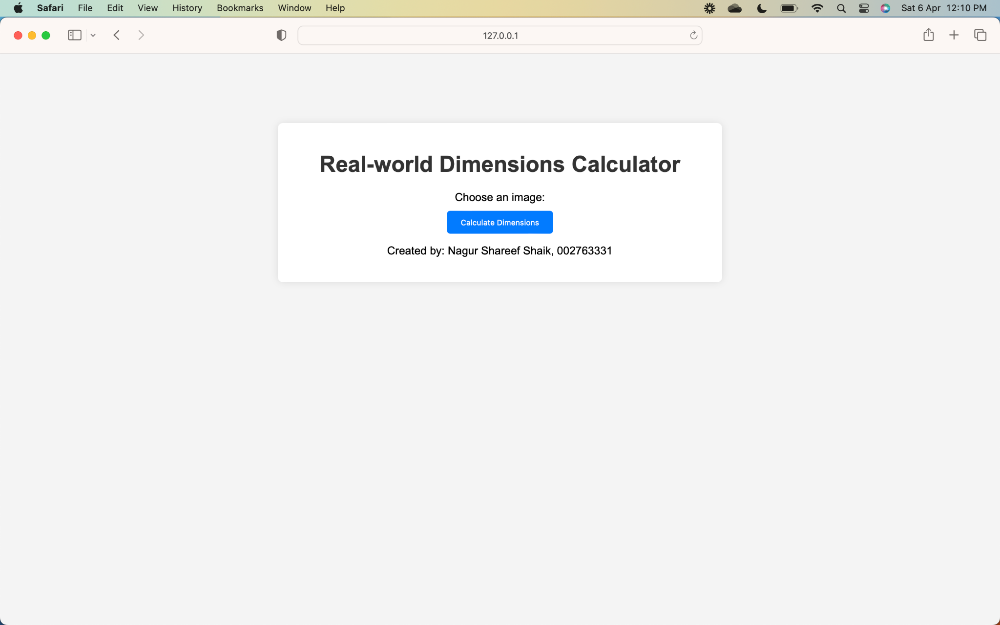 Safari File Edit View History Bookmarks Window Help Sat 6 Apr 12:10 PM
127.0.0.1
Real-world Dimensions Calculator
Choose an image:
Calculate Dimensions
Created by: Nagur Shareef Shaik, 002763331